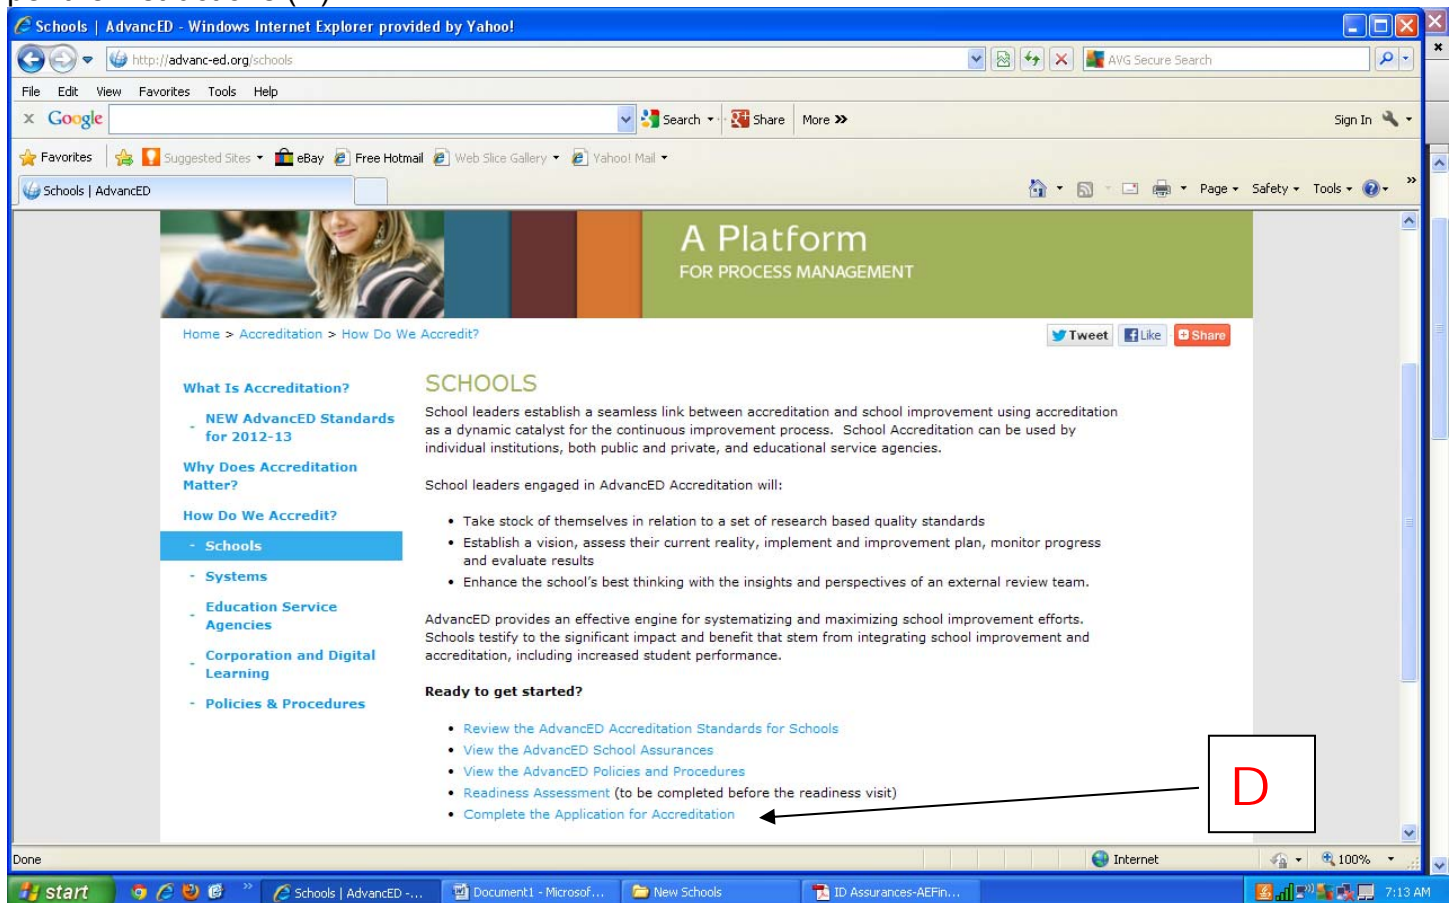 Schools | AdvancED - Windows Internet Explorer provided by Yahoo!
http://advanc-ed.org/schools
AVG Secure Search
File Edit View Favorites Tools Help
x Google
Search
Share
More »
Sign In
Favorites
Suggested Sites
eBay
Free Hotmail
Web Slice Gallery
Yahoo! Mail
Schools | AdvancED
Page
Safety
Tools
»
A Platform
FOR PROCESS MANAGEMENT
Home > Accreditation > How Do We Accredit?
Tweet
Like
Share
What Is Accreditation?
- NEW AdvancED Standards
for 2012-13
Why Does Accreditation
Matter?
How Do We Accredit?
- Schools
- Systems
- Education Service
Agencies
- Corporation and Digital
Learning
- Policies & Procedures
SCHOOLS
School leaders establish a seamless link between accreditation and school improvement using accreditation
as a dynamic catalyst for the continuous improvement process. School Accreditation can be used by
individual institutions, both public and private, and educational service agencies.
School leaders engaged in AdvancED Accreditation will:
• Take stock of themselves in relation to a set of research based quality standards
• Establish a vision, assess their current reality, implement and improvement plan, monitor progress
and evaluate results
• Enhance the school's best thinking with the insights and perspectives of an external review team.
AdvancED provides an effective engine for systematizing and maximizing school improvement efforts.
Schools testify to the significant impact and benefit that stem from integrating school improvement and
accreditation, including increased student performance.
Ready to get started?
• Review the AdvancED Accreditation Standards for Schools
• View the AdvancED School Assurances
• View the AdvancED Policies and Procedures
• Readiness Assessment (to be completed before the readiness visit)
• Complete the Application for Accreditation
D
Done
Internet
100%
start
»
Schools | AdvancED -...
Document1 - Microsof...
New Schools
ID Assurances-AEFin...
7:13 AM